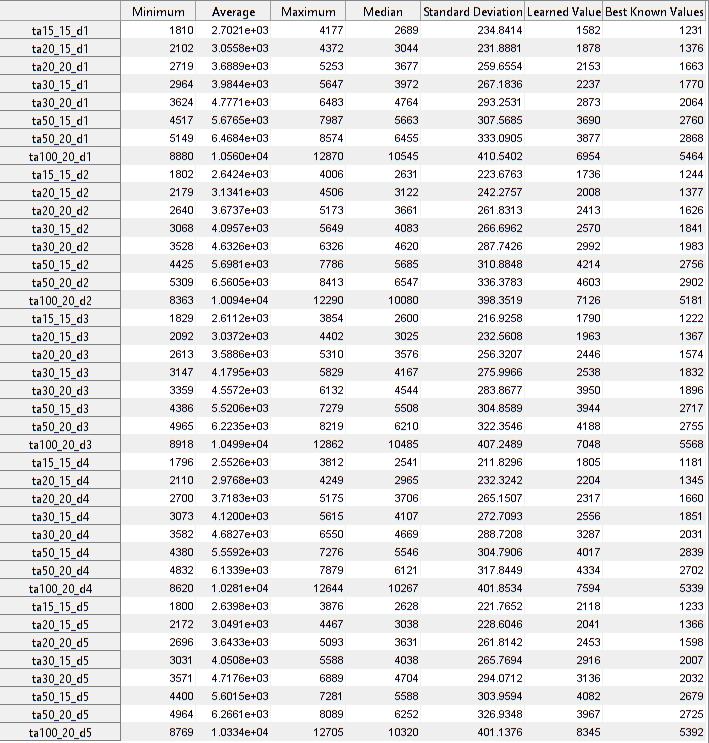 Minimum Average Maximum Median Standard Deviation Learned Value Best Known Values
ta15_15_d1 1810 2.7021e+03 4177 2689 234.8414 1582 1231
ta20_15_d1 2102 3.0558e+03 4372 3044 231.8881 1878 1376
ta20_20_d1 2719 3.6889e+03 5253 3677 259.6554 2153 1663
ta30_15_d1 2964 3.9844e+03 5647 3972 267.1836 2237 1770
ta30_20_d1 3624 4.7771e+03 6483 4764 293.2531 2873 2064
ta50_15_d1 4517 5.6765e+03 7987 5663 307.5685 3690 2760
ta50_20_d1 5149 6.4684e+03 8574 6455 333.0905 3877 2868
ta100_20_d1 8880 1.0560e+04 12870 10545 410.5402 6954 5464
ta15_15_d2 1802 2.6424e+03 4006 2631 223.6763 1736 1244
ta20_15_d2 2179 3.1341e+03 4506 3122 242.2757 2008 1377
ta20_20_d2 2640 3.6737e+03 5173 3661 261.8313 2413 1626
ta30_15_d2 3068 4.0957e+03 5649 4083 266.6962 2570 1841
ta30_20_d2 3528 4.6326e+03 6326 4620 287.7426 2992 1983
ta50_15_d2 4425 5.6981e+03 7786 5685 310.8848 4214 2756
ta50_20_d2 5309 6.5605e+03 8413 6547 336.3783 4603 2902
ta100_20_d2 8363 1.0094e+04 12290 10080 398.3519 7126 5181
ta15_15_d3 1829 2.6112e+03 3854 2600 216.9258 1790 1222
ta20_15_d3 2092 3.0372e+03 4402 3025 232.5608 1963 1367
ta20_20_d3 2613 3.5886e+03 5310 3576 256.3207 2446 1574
ta30_15_d3 3147 4.1795e+03 5829 4167 275.9966 2538 1832
ta30_20_d3 3359 4.5572e+03 6132 4544 283.8677 3950 1896
ta50_15_d3 4386 5.5206e+03 7279 5508 304.8589 3944 2717
ta50_20_d3 4965 6.2235e+03 8219 6210 322.3546 4188 2755
ta100_20_d3 8918 1.0499e+04 12862 10485 407.2489 7048 5568
ta15_15_d4 1796 2.5526e+03 3812 2541 211.8296 1805 1181
ta20_15_d4 2110 2.9768e+03 4249 2965 232.3242 2204 1345
ta20_20_d4 2700 3.7183e+03 5175 3706 265.1507 2317 1660
ta30_15_d4 3073 4.1200e+03 5615 4107 272.7093 2556 1851
ta30_20_d4 3582 4.6827e+03 6550 4669 288.7208 3287 2031
ta50_15_d4 4380 5.5592e+03 7276 5546 304.7906 4017 2839
ta50_20_d4 4832 6.1339e+03 7879 6121 317.8449 4334 2702
ta100_20_d4 8620 1.0281e+04 12644 10267 401.8534 7594 5339
ta15_15_d5 1800 2.6398e+03 3876 2628 221.7652 2118 1233
ta20_15_d5 2172 3.0491e+03 4467 3038 228.6046 2041 1366
ta20_20_d5 2696 3.6433e+03 5093 3631 261.8142 2453 1598
ta30_15_d5 3031 4.0508e+03 5588 4038 265.7694 2916 2007
ta30_20_d5 3571 4.7176e+03 6889 4704 294.0712 3136 2032
ta50_15_d5 4400 5.6015e+03 7281 5588 303.9594 4082 2679
ta50_20_d5 4964 6.2661e+03 8089 6252 326.9348 3967 2725
ta100_20_d5 8769 1.0334e+04 12705 10320 401.1376 8345 5392